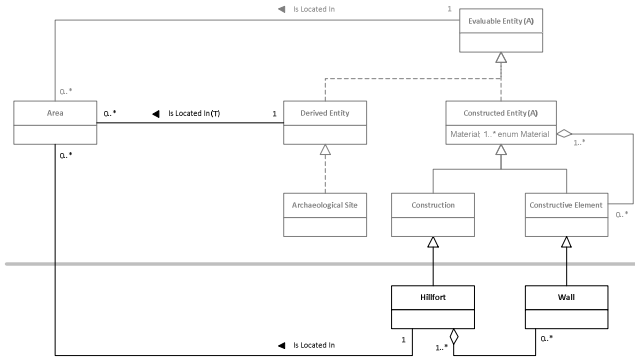 ◄ Is Located In
1
Evaluable Entity (A)
0..*
Area
0..*
◄ Is Located In (T)
1
Derived Entity
Constructed Entity (A)
Material: 1..* enum Material
1..*
0..*
Archaeological Site
Construction
Constructive Element
0..*
Hillfort
Wall
◄ Is Located In
1
1..*
0..*